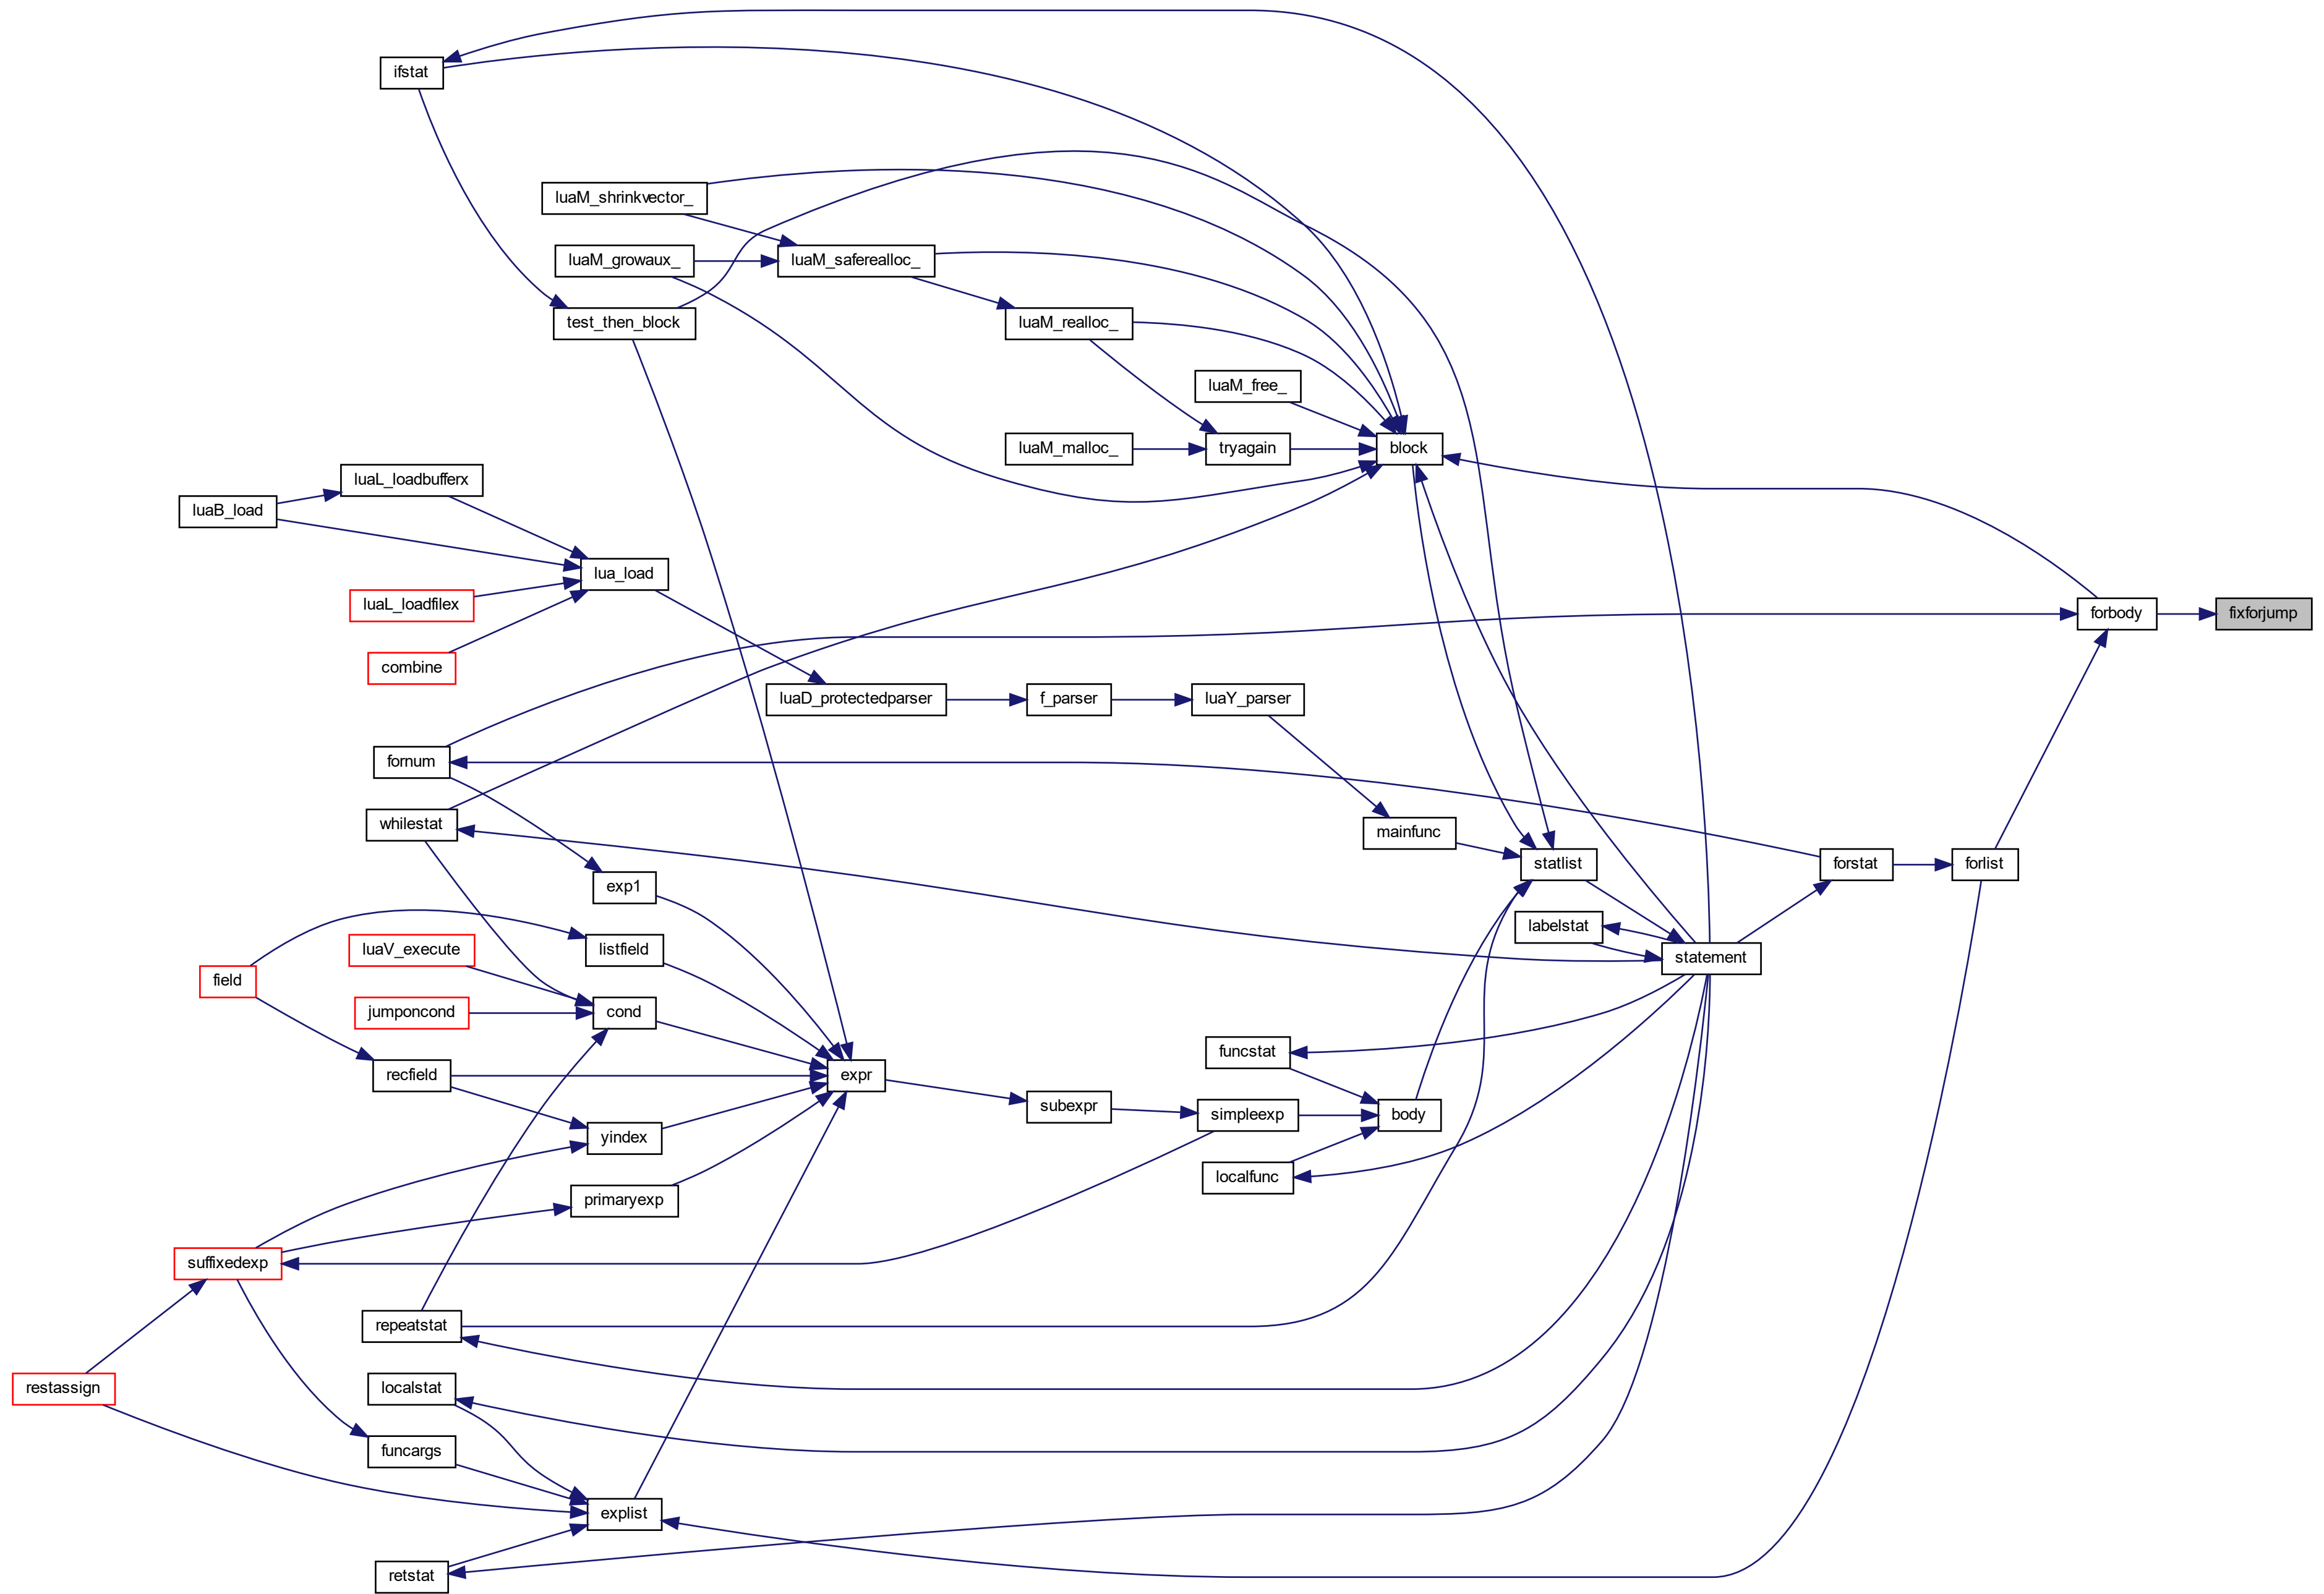 ifstat
luaM_shrinkvector_
luaM_growaux_
luaM_saferealloc_
test_then_block
luaM_realloc_
luaM_free_
luaM_malloc_
tryagain
block
luaL_loadbufferx
luaB_load
lua_load
luaL_loadfilex
combine
forbody
fixforjump
luaD_protectedparser
f_parser
luaY_parser
fornum
whilestat
mainfunc
exp1
statlist
forstat
forlist
labelstat
luaV_execute
listfield
statement
field
jumponcond
cond
funcstat
recfield
expr
subexpr
simpleexp
body
yindex
localfunc
primaryexp
suffixedexp
repeatstat
restassign
localstat
funcargs
explist
retstat